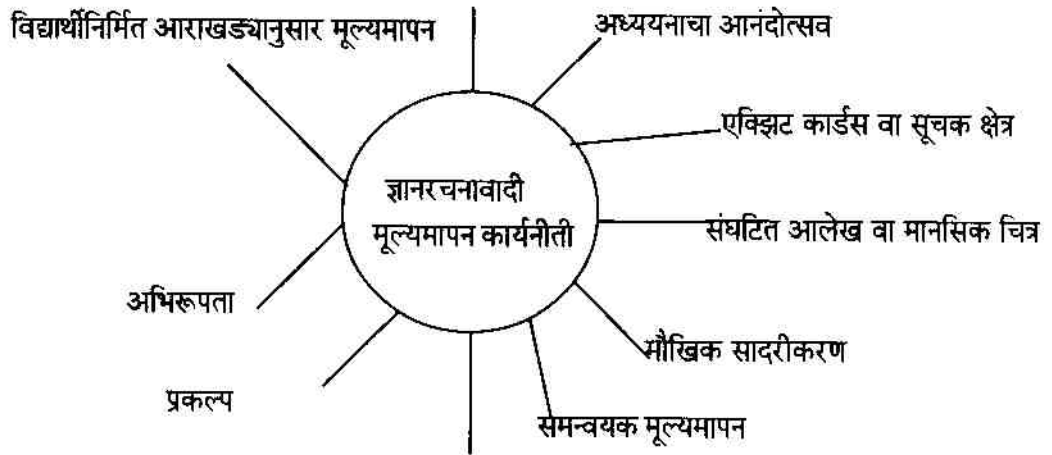 विद्यार्थीनिर्मित आराखड्यानुसार मूल्यमापन
अध्ययनाचा आनंदोत्सव
एक्झिट कार्डस वा सूचक क्षेत्र
ज्ञानरचनावादी
मूल्यमापन कार्यनीती
संघटित आलेख वा मानसिक चित्र
अभिरूपता
मौखिक सादरीकरण
प्रकल्प
समन्वयक मूल्यमापन